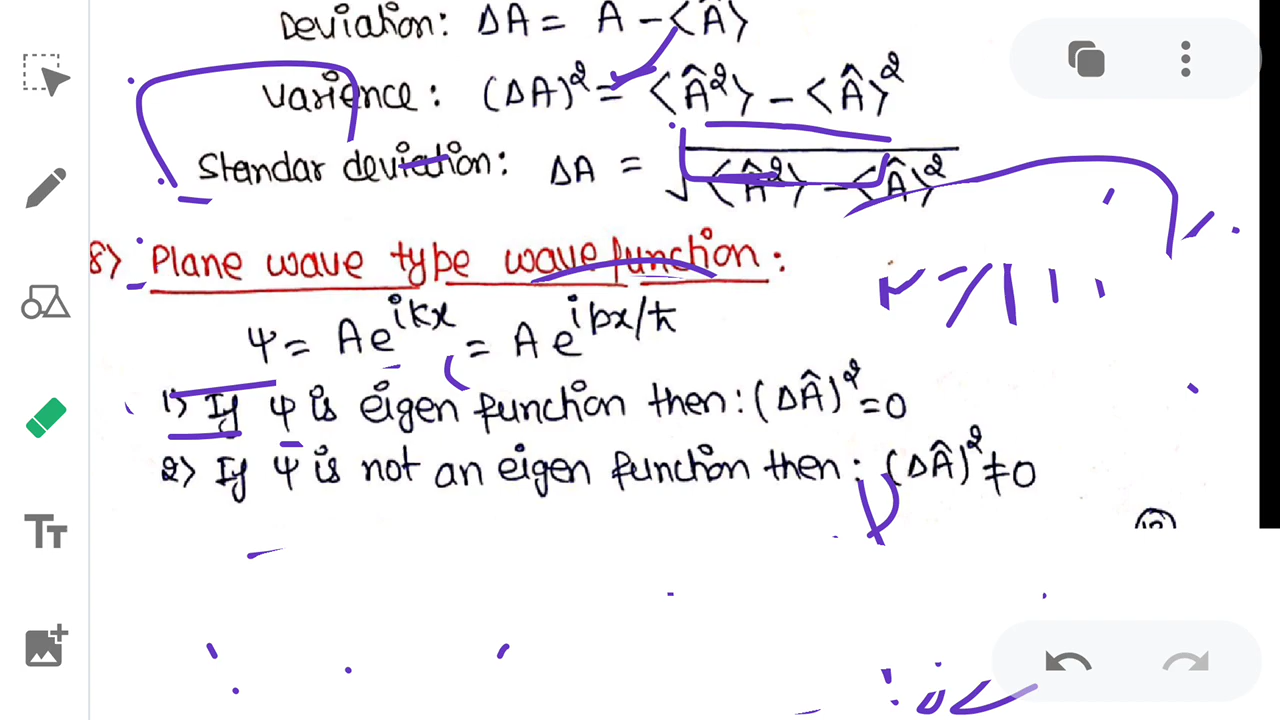 Deviation: ΔA = A - ⟨Â⟩
Varience: (ΔA)² = ⟨Â²⟩ - ⟨Â⟩²
Standar deviation: ΔA = √(⟨Â²⟩ - ⟨Â⟩²)
8) Plane wave type wave function:
Ψ = Ae^{ikx} = A e^{ipx/ħ}
1) If Ψ is eigen function then: (ΔÂ)² = 0
2) If Ψ is not an eigen function then: (ΔÂ)² ≠ 0
TT